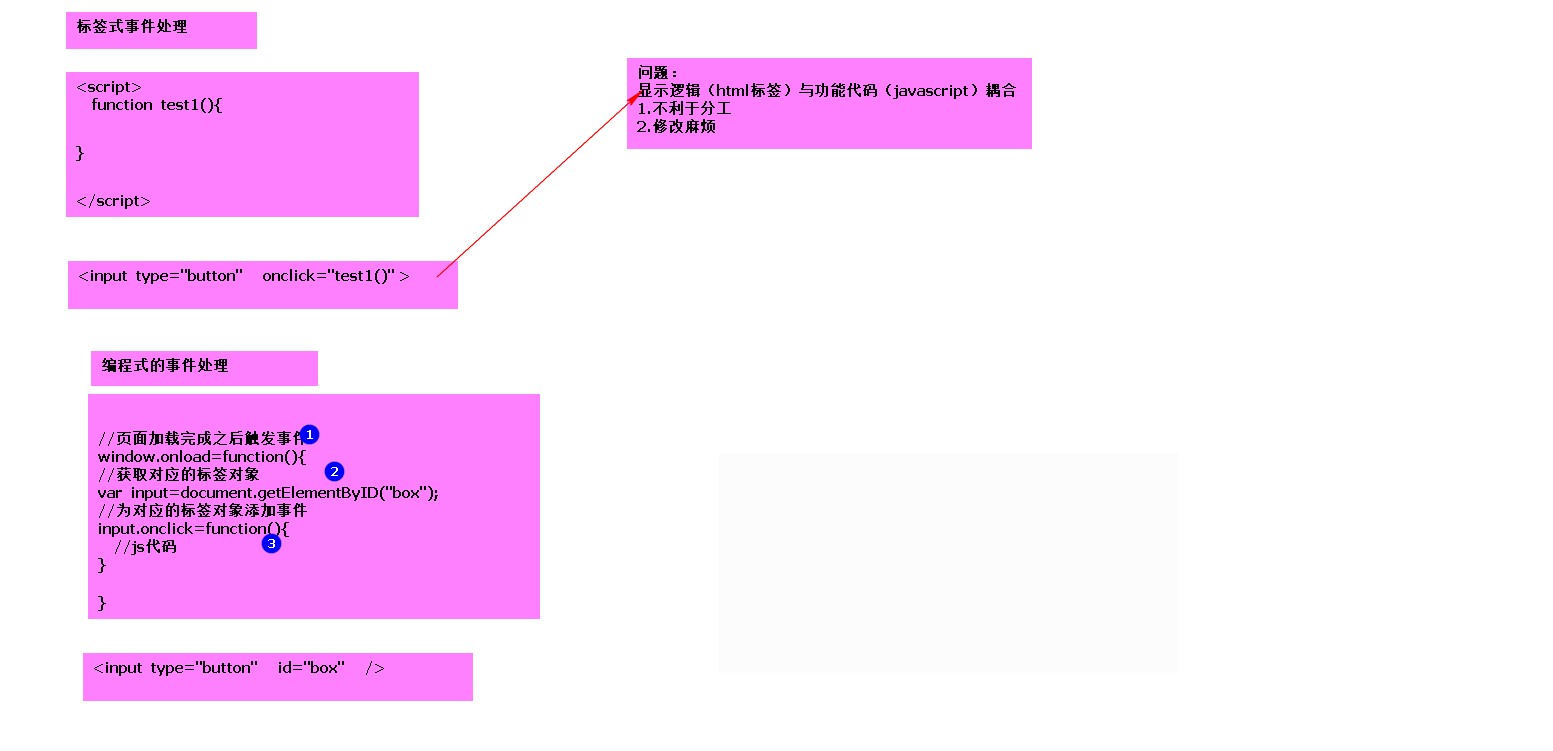 标签式事件处理
<script>
function test1(){
}
</script>
<input type="button" onclick="test1()">
问题：
显示逻辑（html标签）与功能代码（javascript）耦合
1.不利于分工
2.修改麻烦
编程式的事件处理
//页面加载完成之后触发事件 1
window.onload=function(){
//获取对应的标签对象 2
var input=document.getElementByID("box");
//为对应的标签对象添加事件
input.onclick=function(){
//js代码 3
}
}
<input type="button" id="box" />